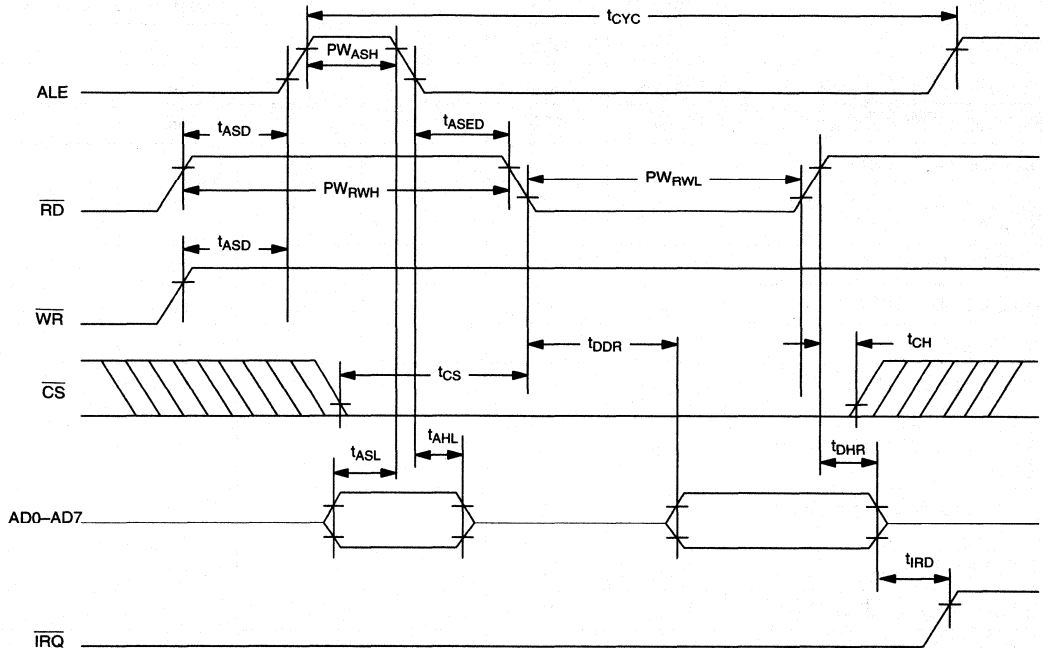 tCYC
PWASH
ALE
tASD
tASED
PWRWH
PWRWL
RD
tASD
WR
tDDR
tCH
tCS
CS
tAHL
tASL
tDHR
AD0–AD7
tIRD
IRQ